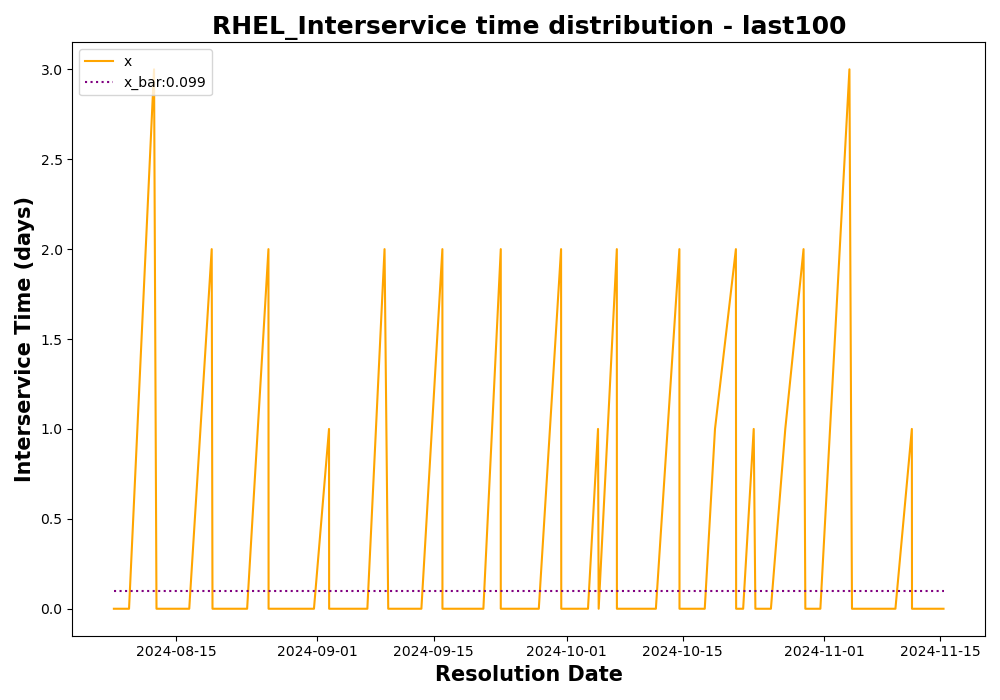 RHEL_Interservice time distribution - last100
x
x_bar:0.099
3.0
2.5
2.0
1.5
1.0
0.5
0.0
Interservice Time (days)
2024-08-15 2024-09-01 2024-09-15 2024-10-01 2024-10-15 2024-11-01 2024-11-15
Resolution Date